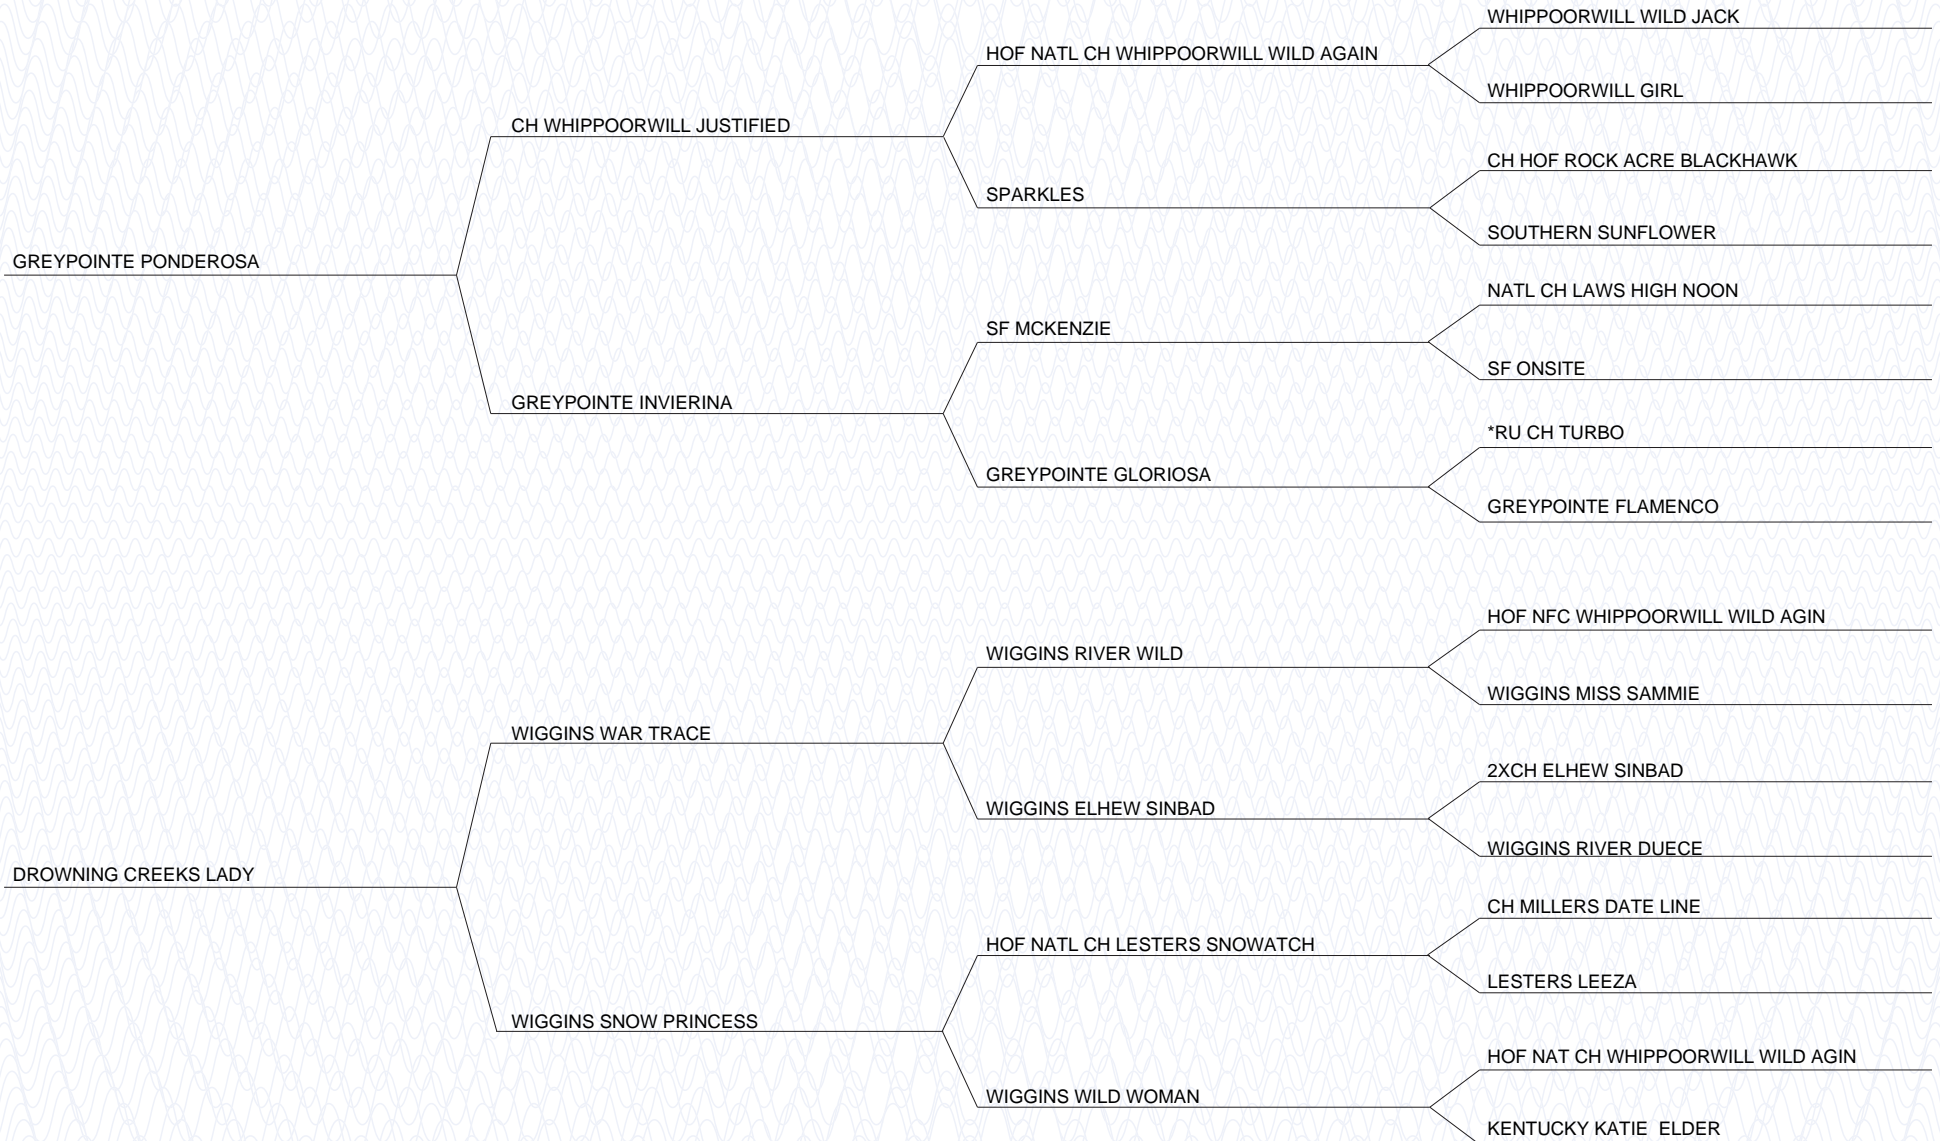 WHIPPOORWILL WILD JACK
HOF NATL CH WHIPPOORWILL WILD AGAIN
WHIPPOORWILL GIRL
CH WHIPPOORWILL JUSTIFIED
CH HOF ROCK ACRE BLACKHAWK
SPARKLES
SOUTHERN SUNFLOWER
GREYPOINTE PONDEROSA
NATL CH LAWS HIGH NOON
SF MCKENZIE
SF ONSITE
GREYPOINTE INVIERINA
*RU CH TURBO
GREYPOINTE GLORIOSA
GREYPOINTE FLAMENCO
HOF NFC WHIPPOORWILL WILD AGIN
WIGGINS RIVER WILD
WIGGINS MISS SAMMIE
WIGGINS WAR TRACE
2XCH ELHEW SINBAD
WIGGINS ELHEW SINBAD
WIGGINS RIVER DUECE
DROWNING CREEKS LADY
CH MILLERS DATE LINE
HOF NATL CH LESTERS SNOWATCH
LESTERS LEEZA
WIGGINS SNOW PRINCESS
HOF NAT CH WHIPPOORWILL WILD AGIN
WIGGINS WILD WOMAN
KENTUCKY KATIE  ELDER